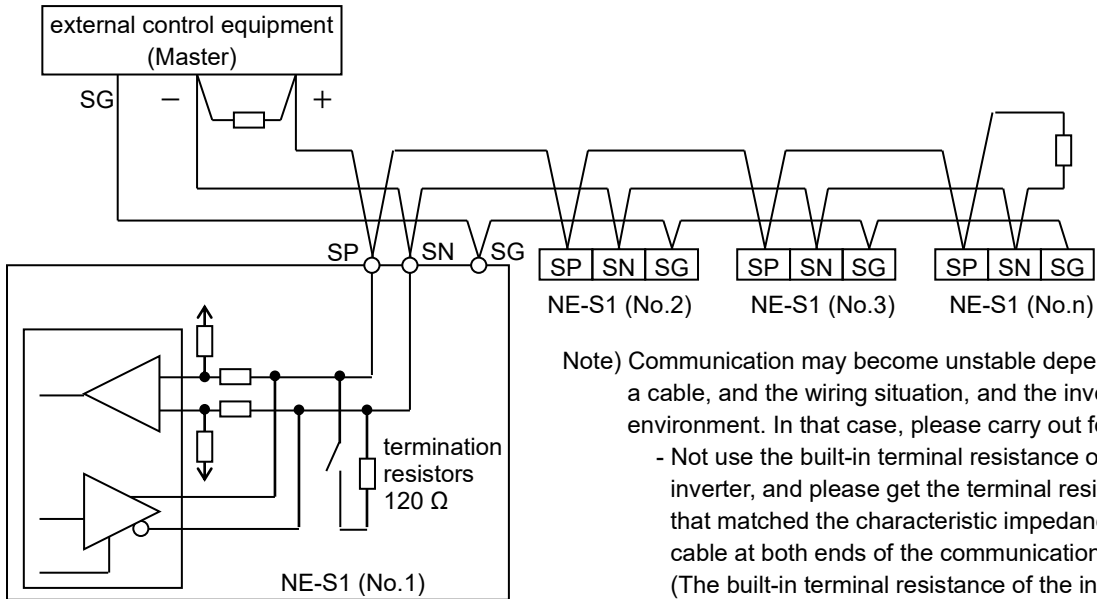 external control equipment
(Master)
SG − +
SP SN SG
SP SN SG
SP SN SG
SP SN SG
NE-S1 (No.2)
NE-S1 (No.3)
NE-S1 (No.n)
termination
resistors
120 Ω
NE-S1 (No.1)
Note) Communication may become unstable depe
a cable, and the wiring situation, and the inve
environment. In that case, please carry out fo
- Not use the built-in terminal resistance o
inverter, and please get the terminal resi
that matched the characteristic impedan
cable at both ends of the communication
(The built-in terminal resistance of the in